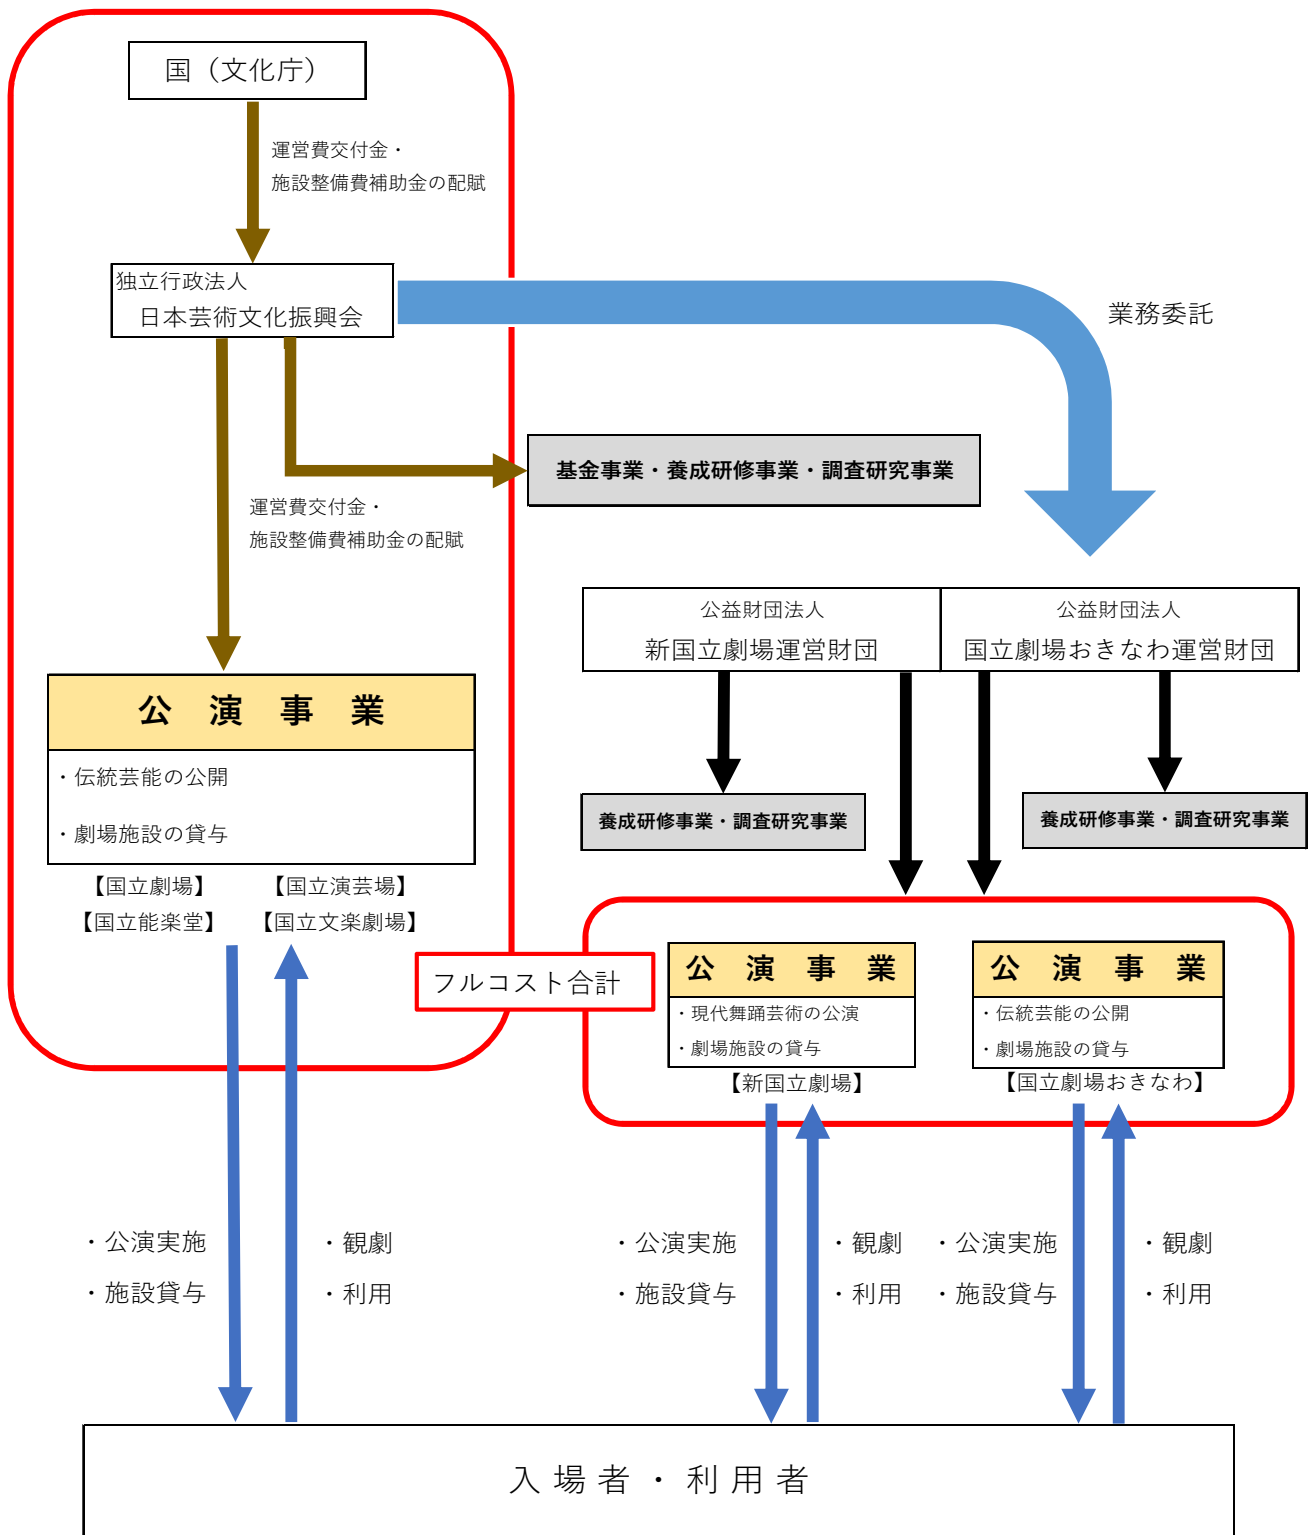 国（文化庁）
運営費交付金・
施設整備費補助金の配賦
独立行政法人
日本芸術文化振興会
業務委託
基金事業・養成研修事業・調査研究事業
運営費交付金・
施設整備費補助金の配賦
公益財団法人
新国立劇場運営財団
公益財団法人
国立劇場おきなわ運営財団
公演事業
・伝統芸能の公開
・劇場施設の貸与
【国立劇場】
【国立演芸場】
【国立能楽堂】
【国立文楽劇場】
養成研修事業・調査研究事業
養成研修事業・調査研究事業
フルコスト合計
公演事業
・現代舞踊芸術の公演
・劇場施設の貸与
【新国立劇場】
公演事業
・伝統芸能の公開
・劇場施設の貸与
【国立劇場おきなわ】
・公演実施
・施設貸与
・観劇
・利用
・公演実施
・施設貸与
・観劇
・利用
・公演実施
・施設貸与
・観劇
・利用
入場者・利用者